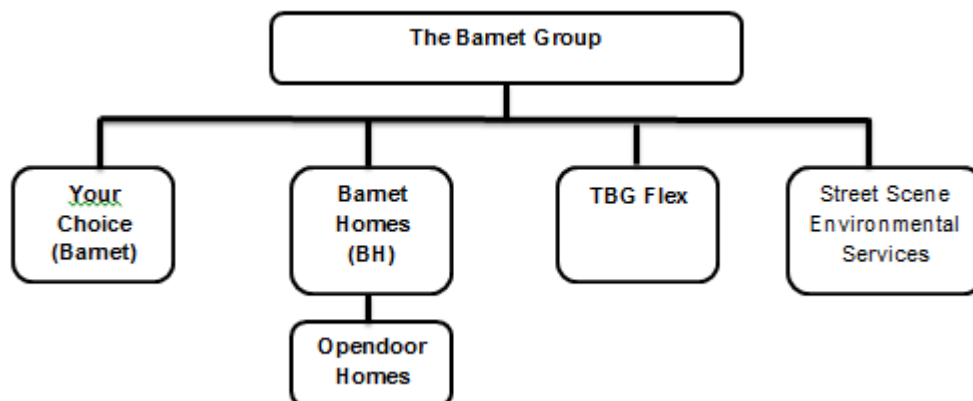 The Barnet Group
Your
Choice
(Barnet)
Barnet
Homes
(BH)
TBG Flex
Street Scene
Environmental
Services
Opendoor
Homes